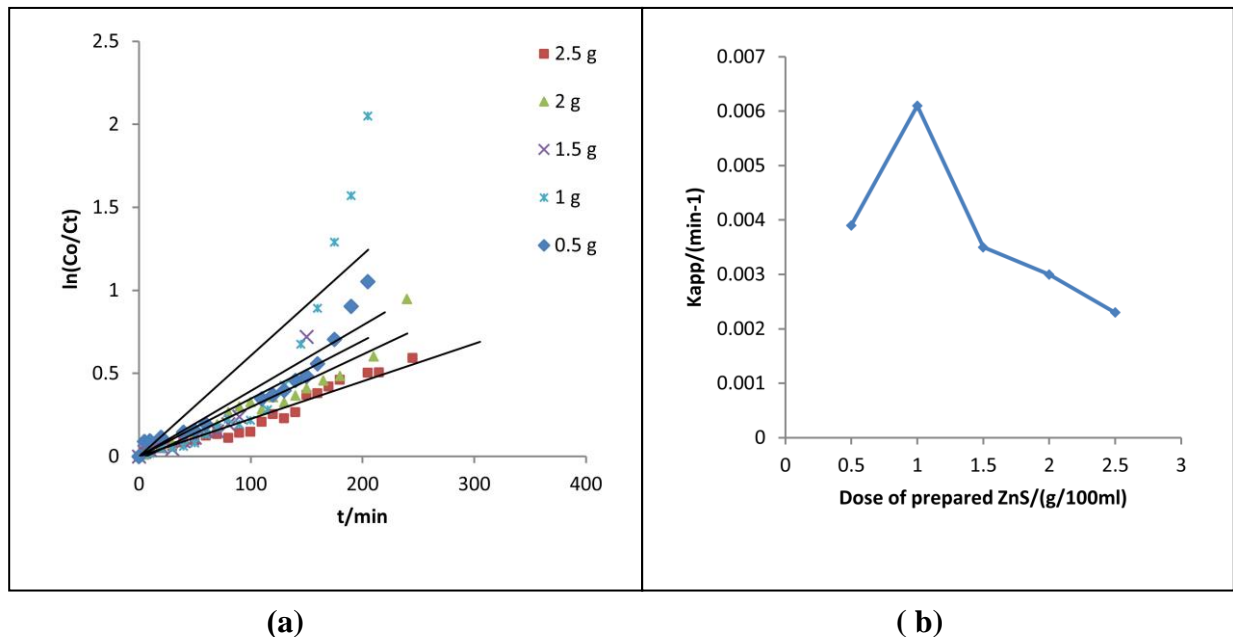 2.5
2
1.5
1
0.5
0
0
100
200
300
400
ln(Co/Ct)
t/min
2.5 g
2 g
1.5 g
1 g
0.5 g
(a)
0.007
0.006
0.005
0.004
0.003
0.002
0.001
0
0
0.5
1
1.5
2
2.5
3
Kapp/(min-1)
Dose of prepared ZnS/(g/100ml)
( b)